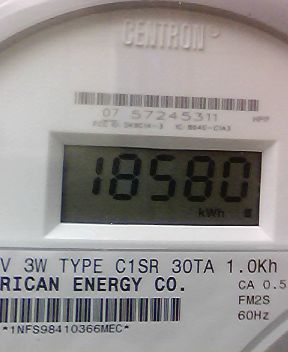 CENTRON®
07 57245311
18580
kWh
V 3W TYPE C1SR 30TA 1.0Kh
RICAN ENERGY CO.
CA 0.5
FM2S
60Hz
*1NFS98410366MEC*